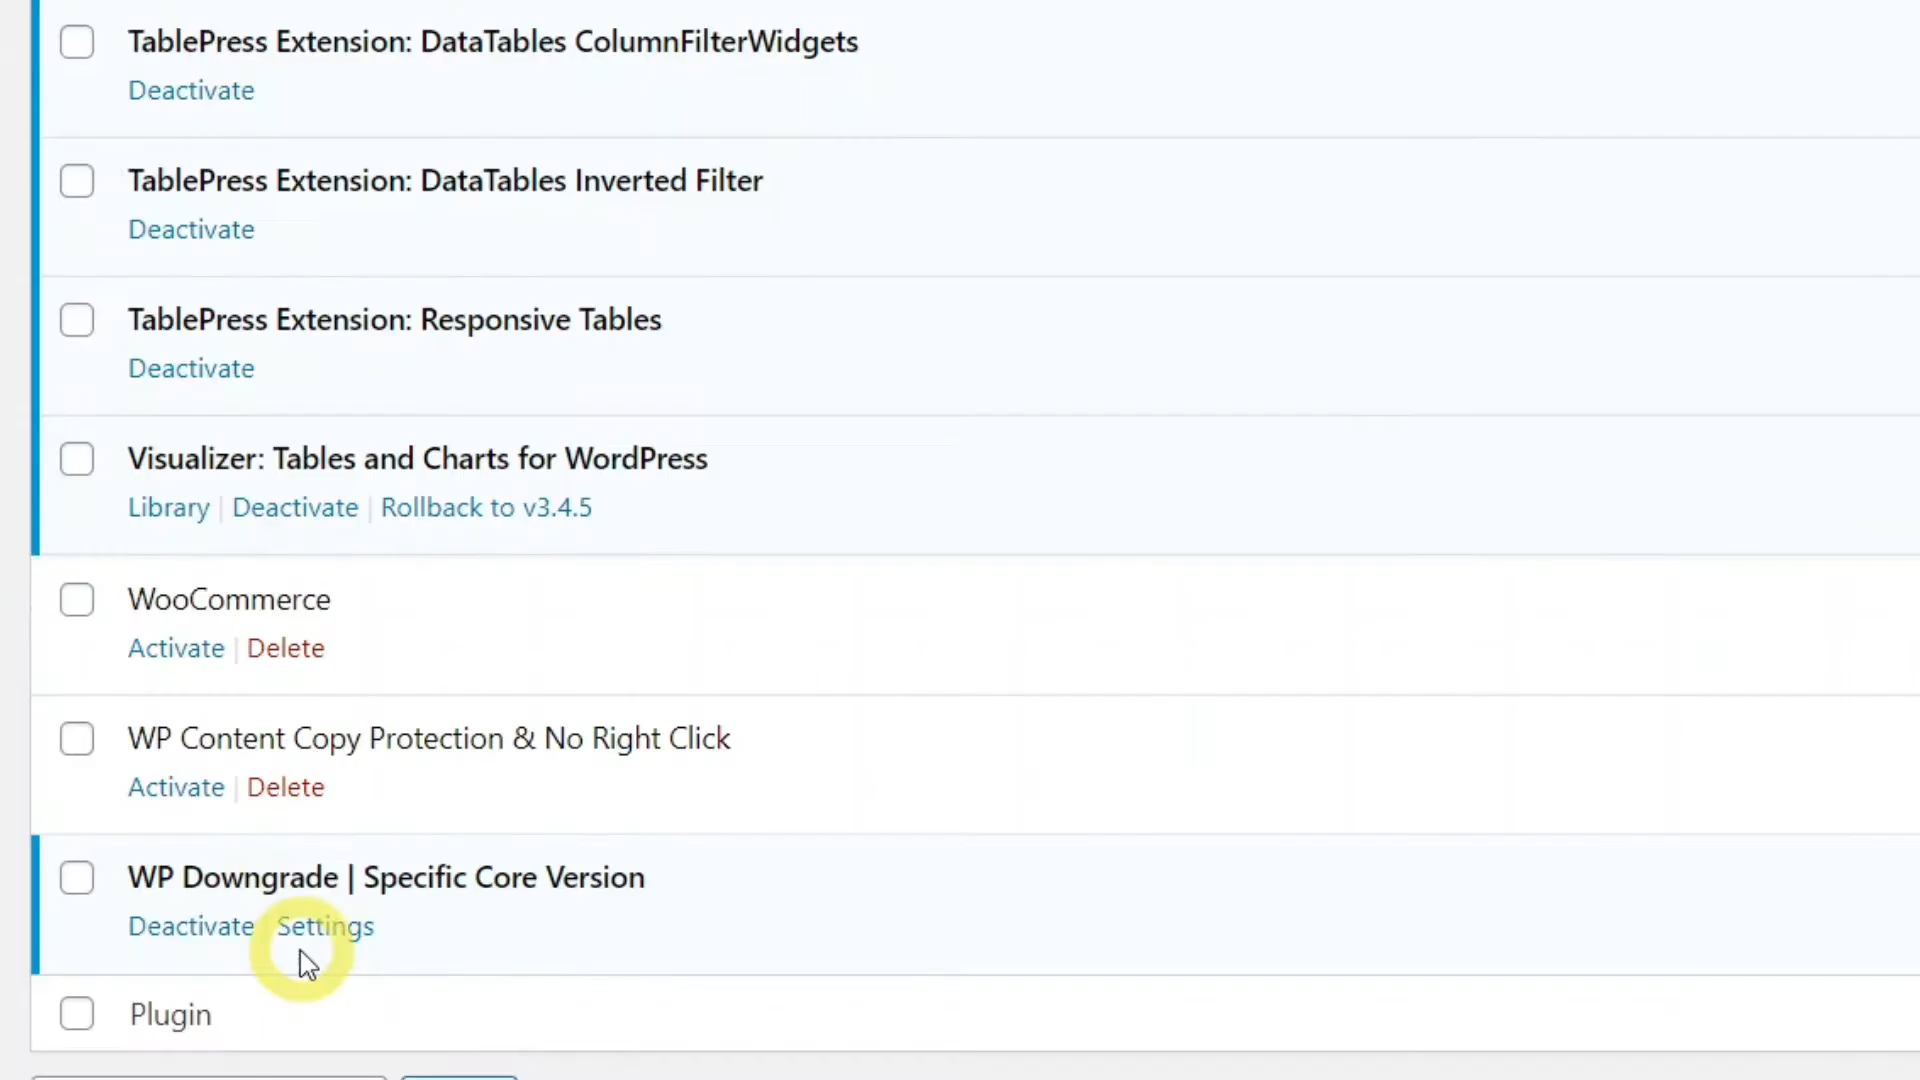 TablePress Extension: DataTables ColumnFilterWidgets
Deactivate
TablePress Extension: DataTables Inverted Filter
Deactivate
TablePress Extension: Responsive Tables
Deactivate
Visualizer: Tables and Charts for WordPress
Library | Deactivate | Rollback to v3.4.5
WooCommerce
Activate | Delete
WP Content Copy Protection & No Right Click
Activate | Delete
WP Downgrade | Specific Core Version
Deactivate | Settings
Plugin